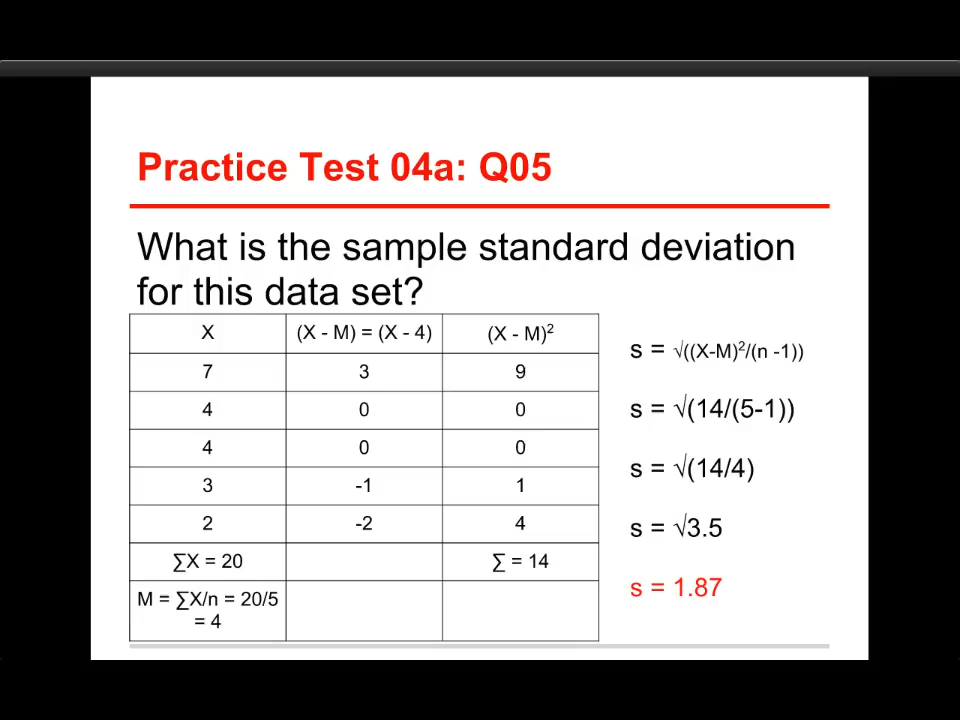 Practice Test 04a: Q05
What is the sample standard deviation
for this data set?
X (X - M) = (X - 4) (X - M)²
7 3 9
4 0 0
4 0 0
3 -1 1
2 -2 4
∑X = 20 ∑ = 14
M = ∑X/n = 20/5
= 4
s = √((X-M)²/(n -1))
s = √(14/(5-1))
s = √(14/4)
s = √3.5
s = 1.87